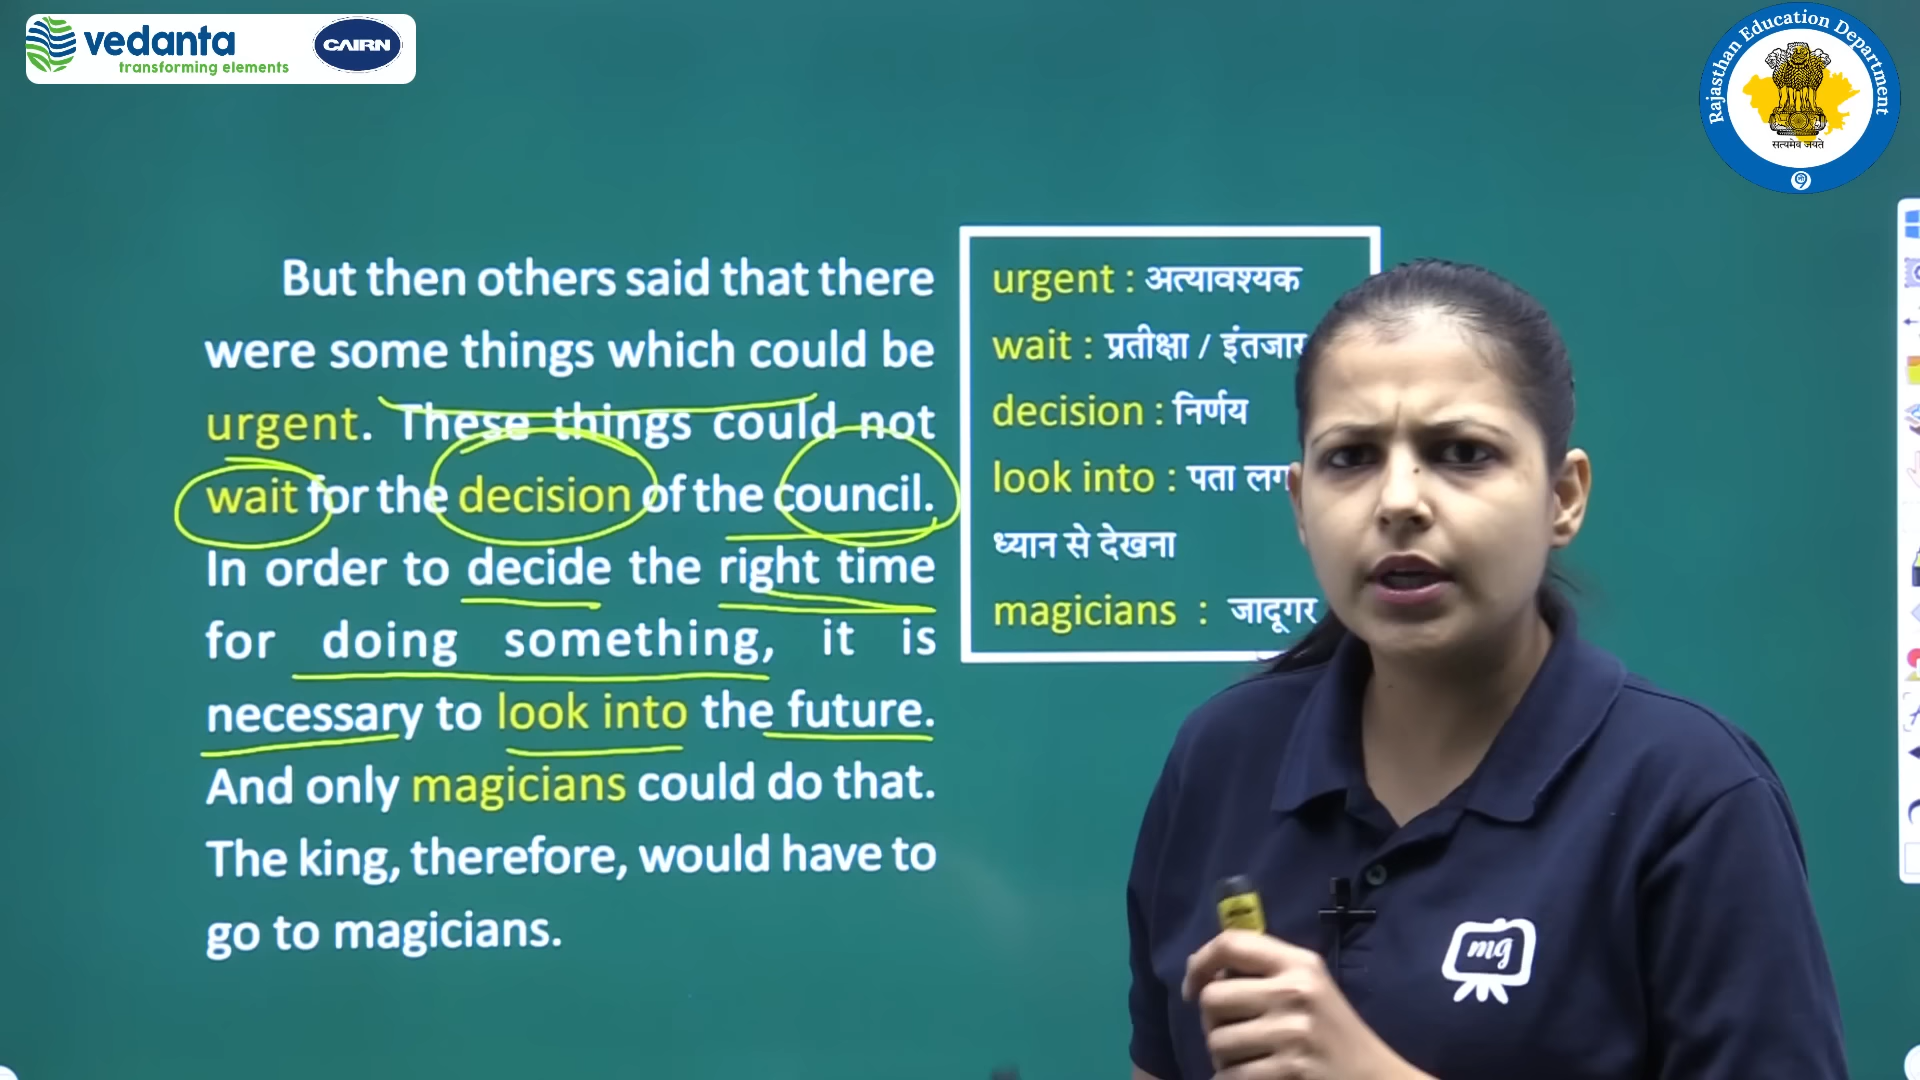 vedanta
transforming elements
CAIRN
Rajasthan Education Department
सत्यमेव जयते
But then others said that there
were some things which could be
urgent. These things could not
wait for the decision of the council.
In order to decide the right time
for doing something, it is
necessary to look into the future.
And only magicians could do that.
The king, therefore, would have to
go to magicians.
urgent : अत्यावश्यक
wait : प्रतीक्षा / इंतजार
decision : निर्णय
look into : पता
ध्यान से देखना
magicians : जादूगर
mg